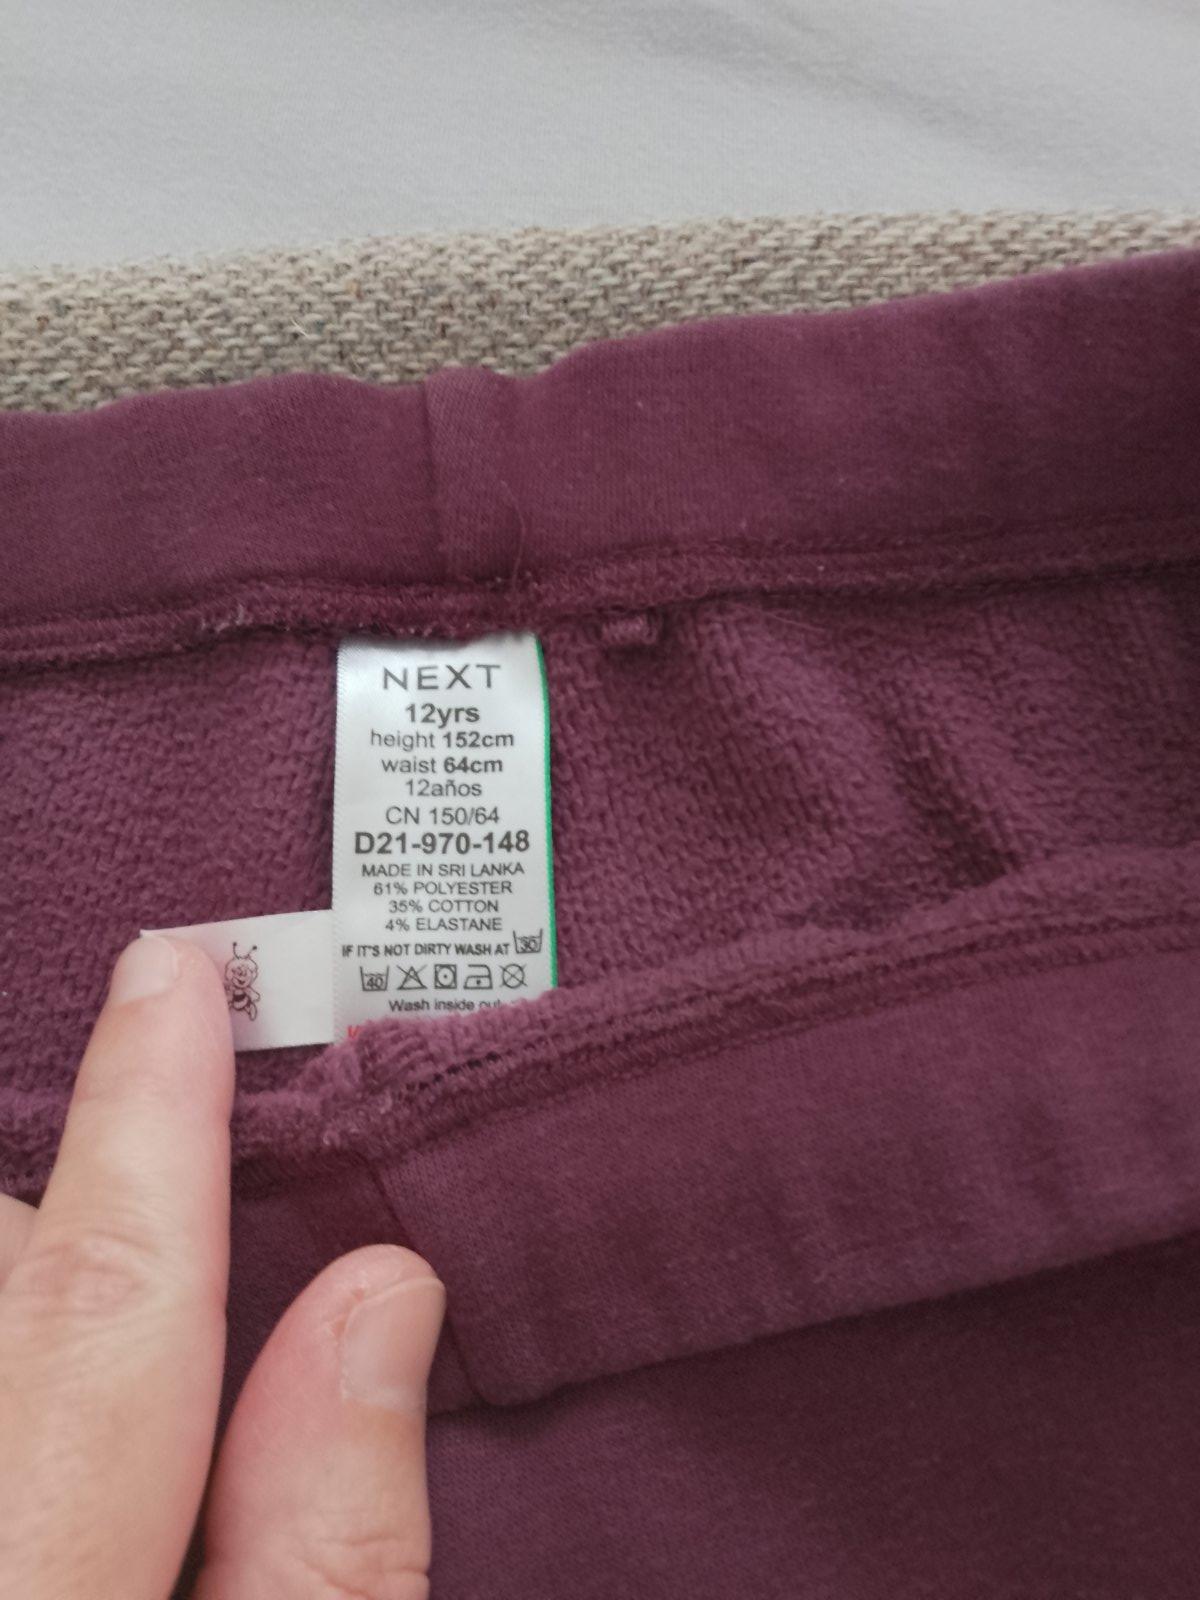 NEXT
12yrs
height 152cm
waist 64cm
12años
CN 150/64
D21-970-148
MADE IN SRI LANKA
61% POLYESTER
35% COTTON
4% ELASTANE
IF IT'S NOT DIRTY WASH AT 30
40
Wash inside out